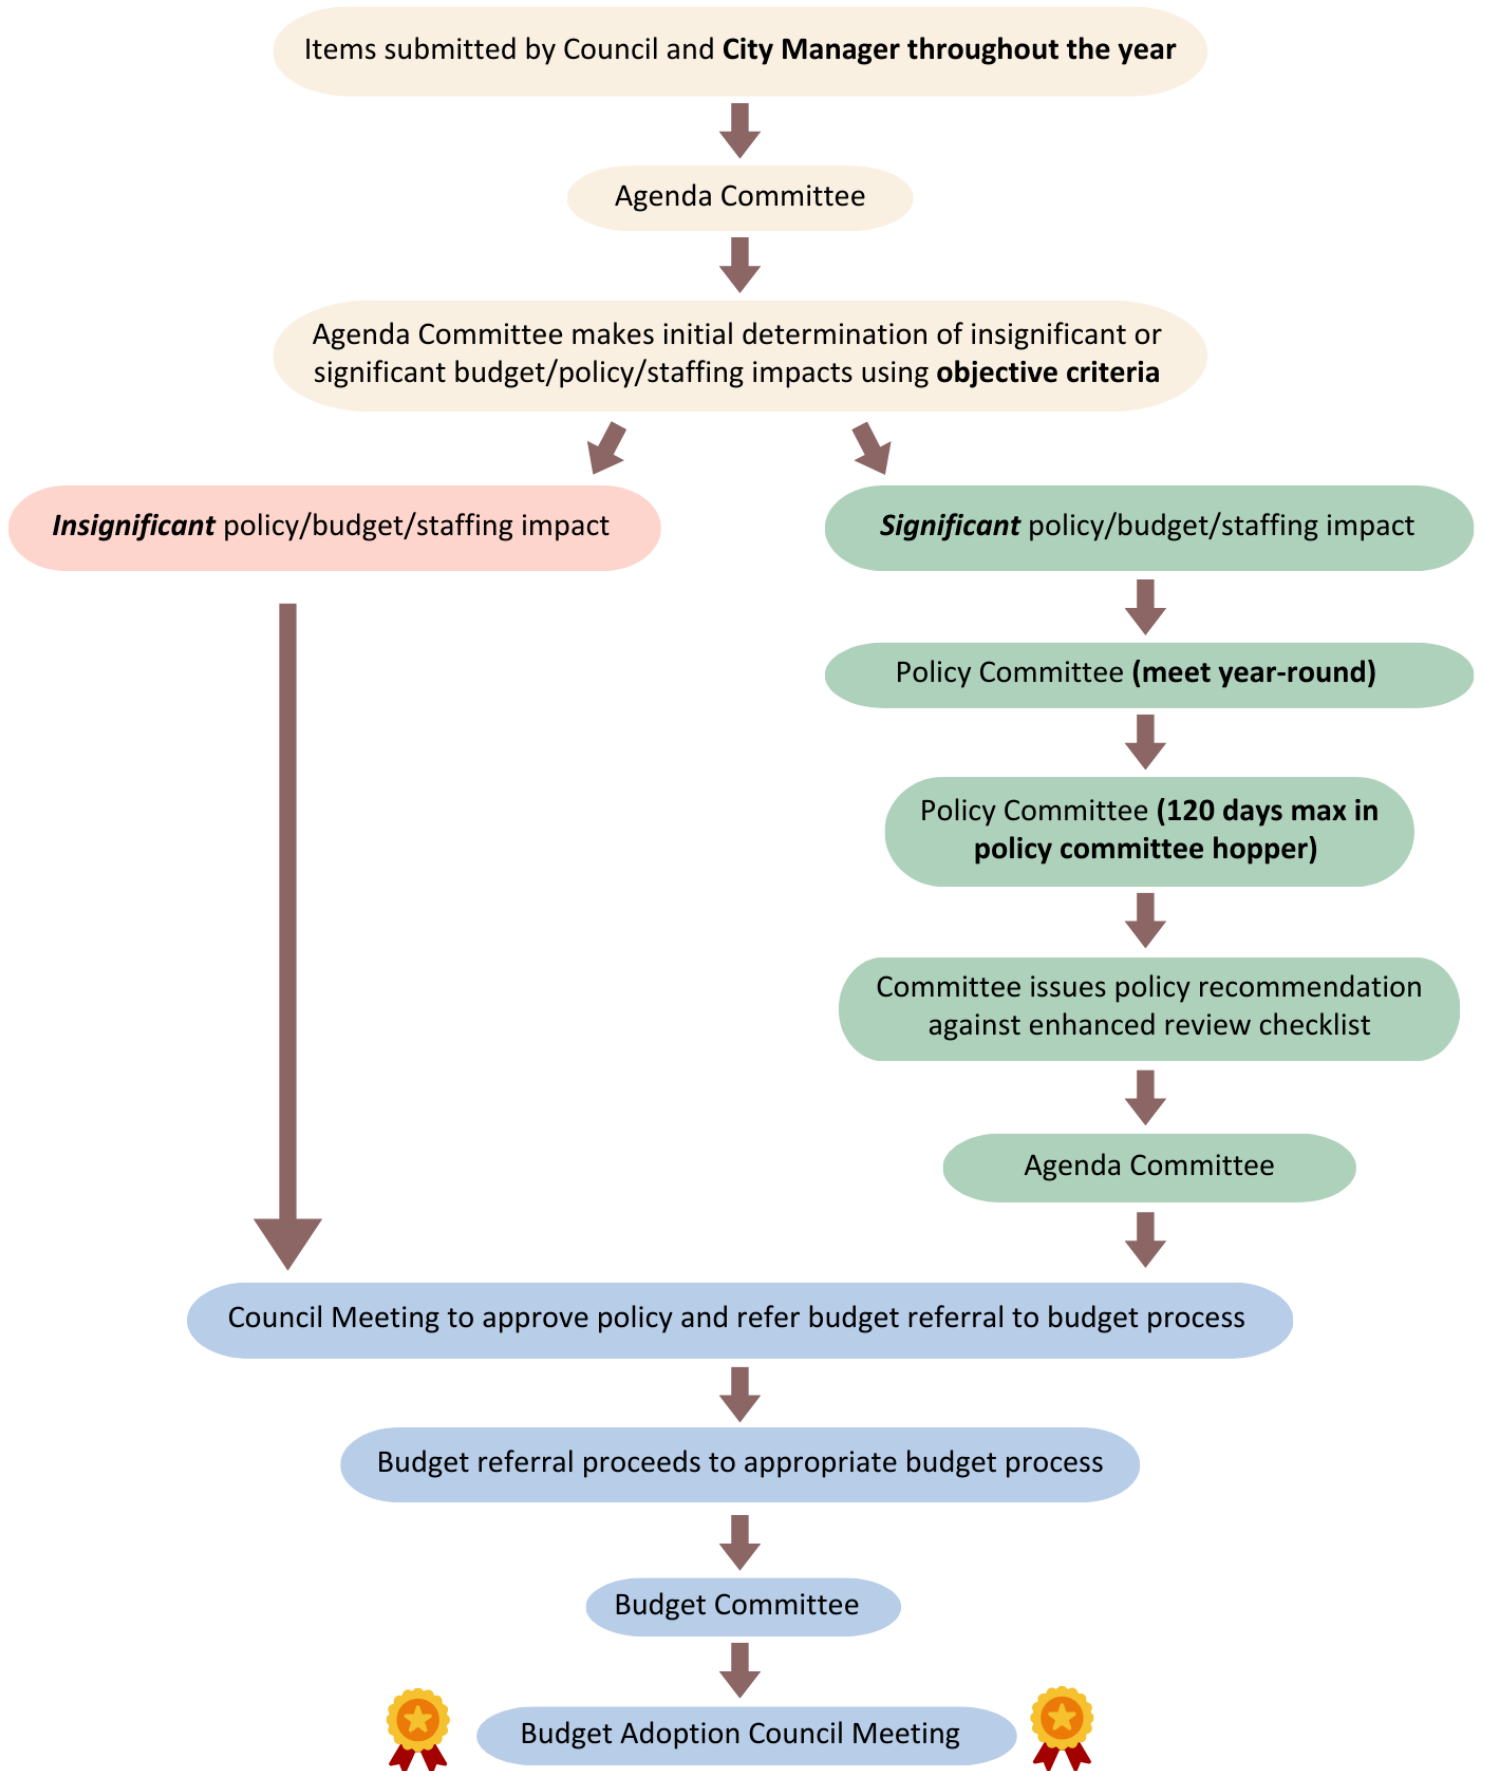 Items submitted by Council and City Manager throughout the year
Agenda Committee
Agenda Committee makes initial determination of insignificant or
significant budget/policy/staffing impacts using objective criteria
Insignificant policy/budget/staffing impact
Significant policy/budget/staffing impact
Policy Committee (meet year-round)
Policy Committee (120 days max in
policy committee hopper)
Committee issues policy recommendation
against enhanced review checklist
Agenda Committee
Council Meeting to approve policy and refer budget referral to budget process
Budget referral proceeds to appropriate budget process
Budget Committee
Budget Adoption Council Meeting